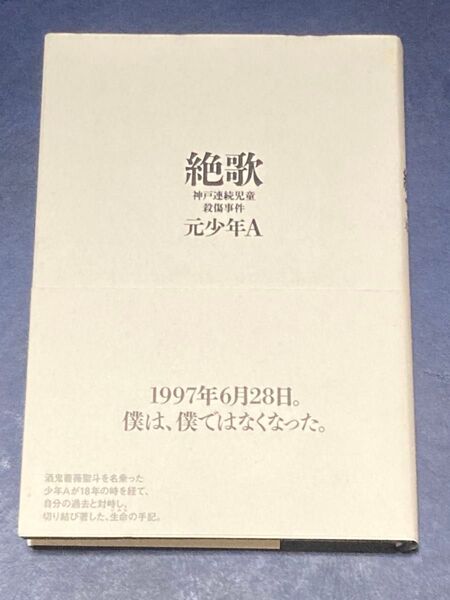 絶歌
神戸連続児童
殺傷事件
元少年A
1997年6月28日。
僕は、僕ではなくなった。
酒鬼薔薇聖斗を名乗った
少年Aが18年の時を経て、
自分の過去と対峙し、
切り結び著した、生命の手記。